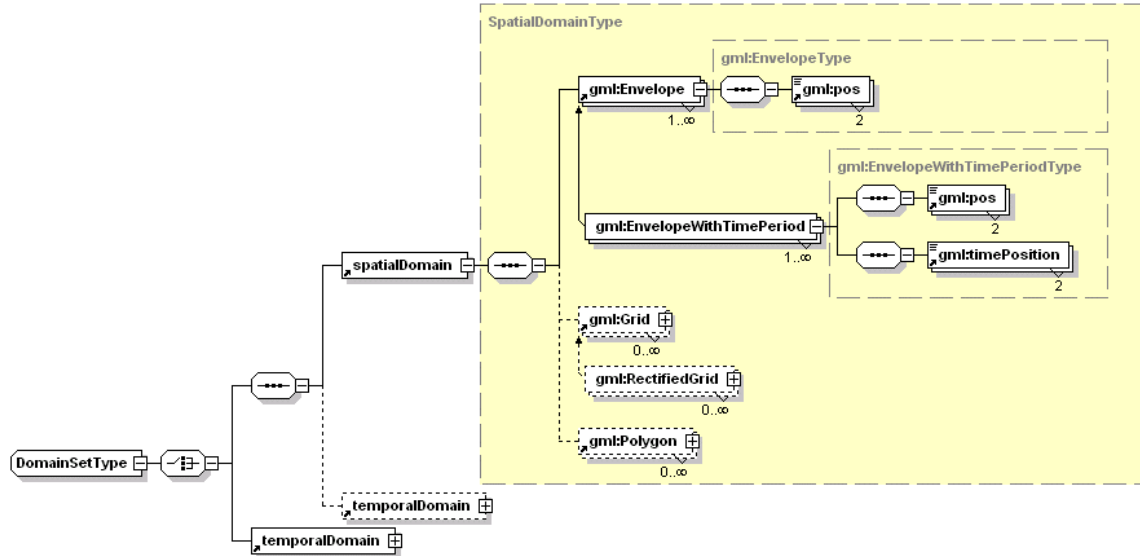 SpatialDomainType
gml:EnvelopeType
gml:Envelope
gml:pos
1..∞
2
gml:EnvelopeWithTimePeriodType
gml:pos
2
gml:EnvelopeWithTimePeriod
1..∞
gml:timePosition
2
spatialDomain
gml:Grid
0..∞
gml:RectifiedGrid
0..∞
gml:Polygon
0..∞
DomainSetType
temporalDomain
temporalDomain